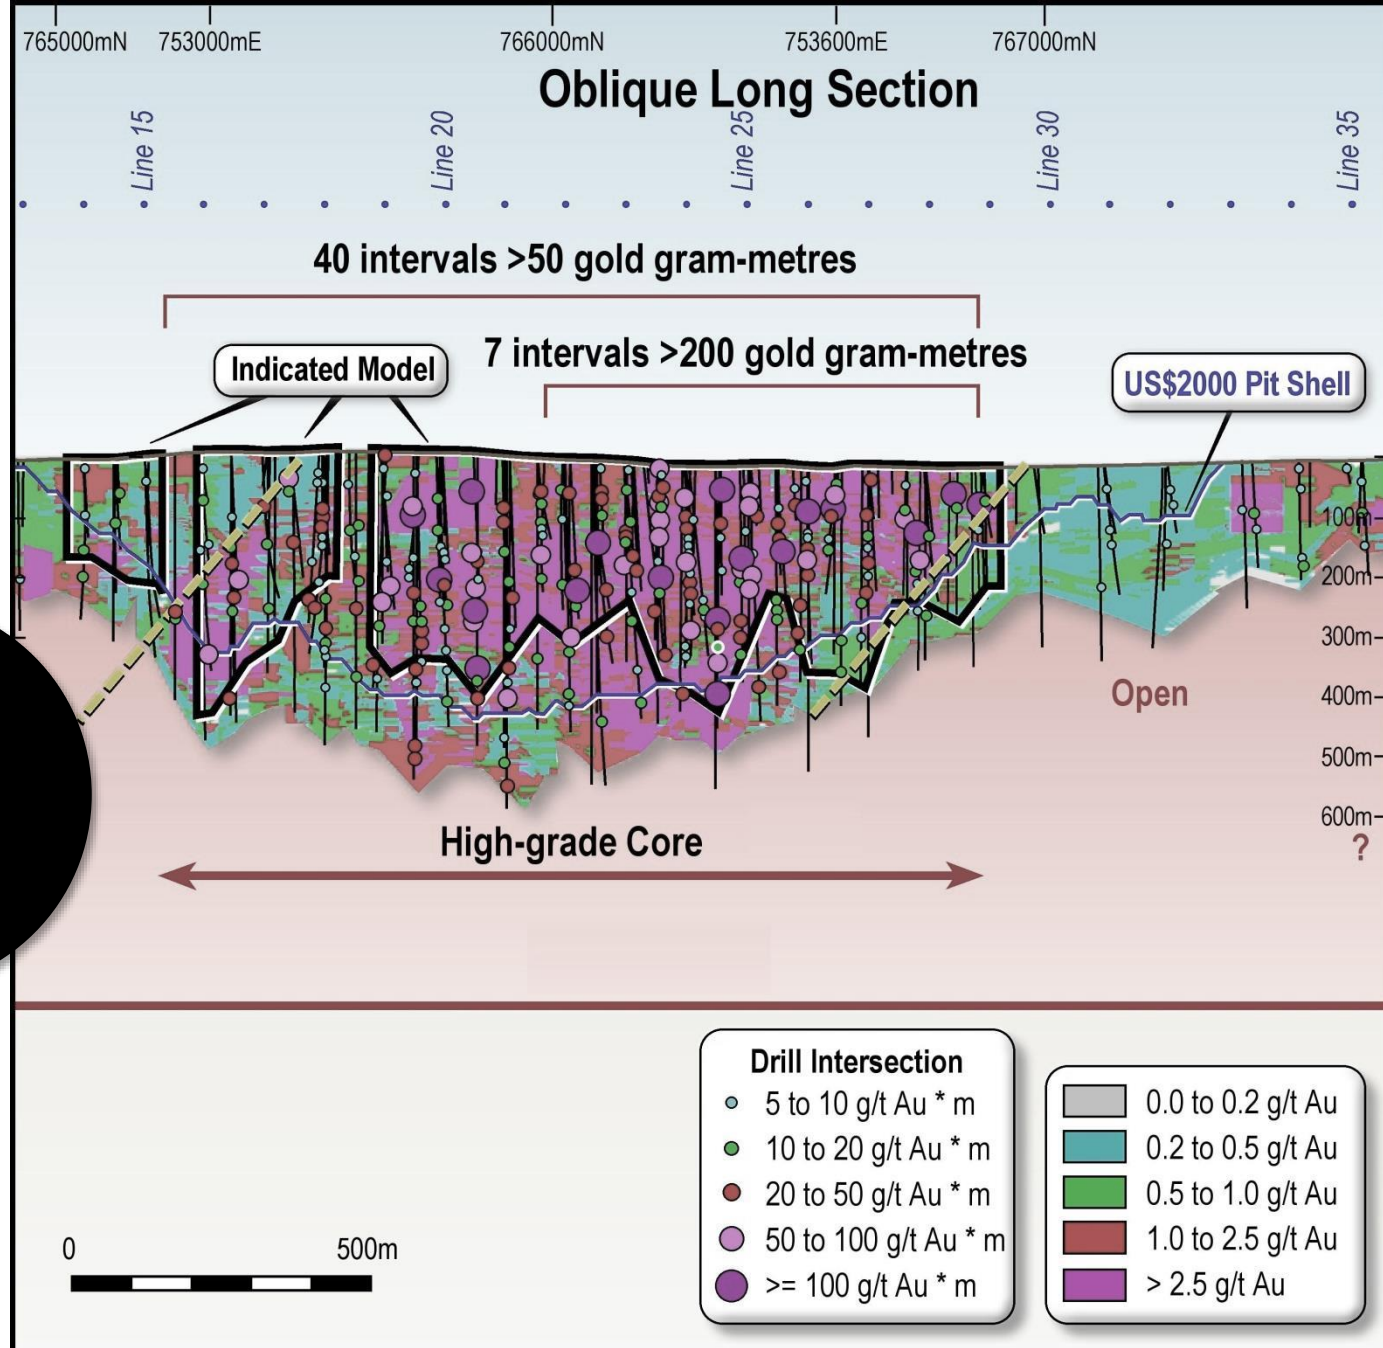 765000mN 753000mE 766000mN 753600mE 767000mN
Oblique Long Section
Line 15 Line 20 Line 25 Line 30 Line 35
40 intervals >50 gold gram-metres
7 intervals >200 gold gram-metres
Indicated Model
US$2000 Pit Shell
100m
200m
300m
Open
400m
500m
600m
?
High-grade Core
Drill Intersection
5 to 10 g/t Au * m
10 to 20 g/t Au * m
20 to 50 g/t Au * m
50 to 100 g/t Au * m
>= 100 g/t Au * m
0.0 to 0.2 g/t Au
0.2 to 0.5 g/t Au
0.5 to 1.0 g/t Au
1.0 to 2.5 g/t Au
> 2.5 g/t Au
0 500m